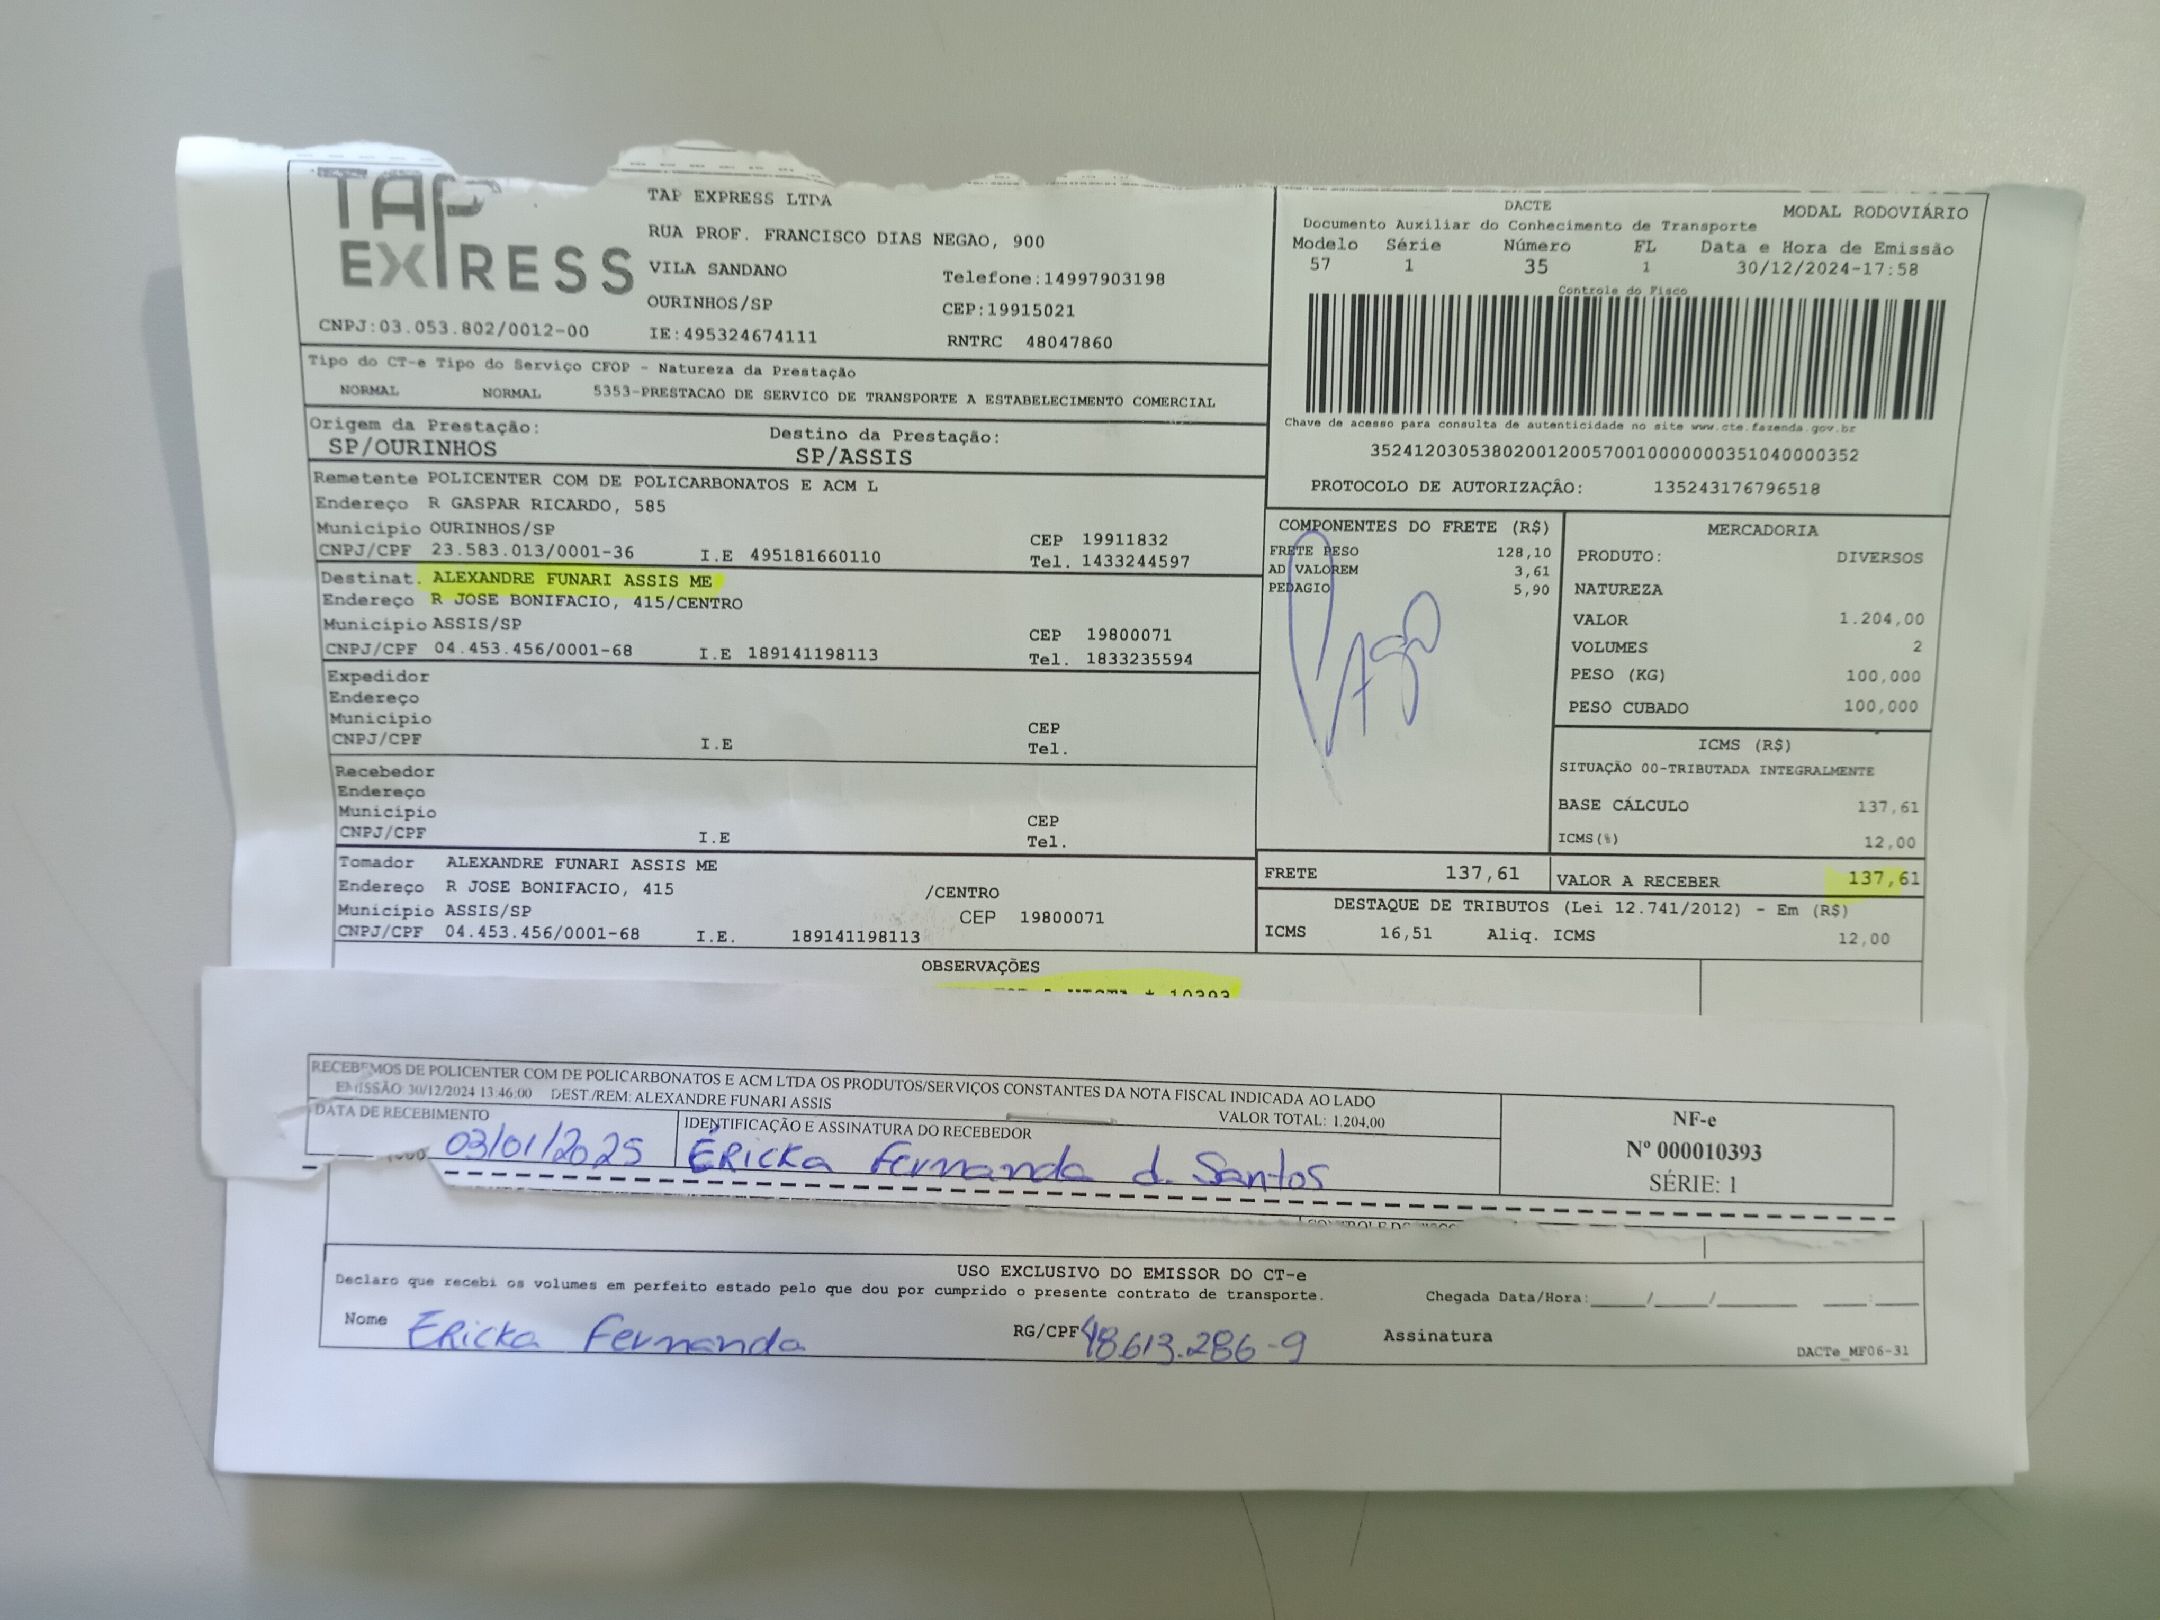 TAP EXPRESS
TAP EXPRESS LTDA
RUA PROF. FRANCISCO DIAS NEGAO, 900
VILA SANDANO Telefone:14997903198
OURINHOS/SP CEP:19915021
CNPJ:03.053.802/0012-00 IE:495324674111 RNTRC 48047860
DACTE MODAL RODOVIÁRIO
Documento Auxiliar do Conhecimento de Transporte
Modelo Série Número FL Data e Hora de Emissão
57 1 35 1 30/12/2024-17:58
Controle do Fisco
Chave de acesso para consulta de autenticidade no site www.cte.fazenda.gov.br
35241203053802001200570010000000351040000352
PROTOCOLO DE AUTORIZAÇÃO: 135243176796518
Tipo do CT-e Tipo do Serviço CFOP - Natureza da Prestação
NORMAL NORMAL 5353-PRESTACAO DE SERVICO DE TRANSPORTE A ESTABELECIMENTO COMERCIAL
Origem da Prestação: Destino da Prestação:
SP/OURINHOS SP/ASSIS
Remetente POLICENTER COM DE POLICARBONATOS E ACM L
Endereço R GASPAR RICARDO, 585
Município OURINHOS/SP CEP 19911832
CNPJ/CPF 23.583.013/0001-36 I.E 495181660110 Tel. 1433244597
Destinat. ALEXANDRE FUNARI ASSIS ME
Endereço R JOSE BONIFACIO, 415/CENTRO
Município ASSIS/SP CEP 19800071
CNPJ/CPF 04.453.456/0001-68 I.E 189141198113 Tel. 1833235594
Expedidor
Endereço
Município CEP
CNPJ/CPF I.E Tel.
Recebedor
Endereço
Município CEP
CNPJ/CPF I.E Tel.
Tomador ALEXANDRE FUNARI ASSIS ME
Endereço R JOSE BONIFACIO, 415 /CENTRO
Município ASSIS/SP CEP 19800071
CNPJ/CPF 04.453.456/0001-68 I.E. 189141198113
COMPONENTES DO FRETE (R$)
FRETE PESO 128,10
AD VALOREM 3,61
PEDAGIO 5,90
Pago
MERCADORIA
PRODUTO: DIVERSOS
NATUREZA
VALOR 1.204,00
VOLUMES 2
PESO (KG) 100,000
PESO CUBADO 100,000
ICMS (R$)
SITUAÇÃO 00-TRIBUTADA INTEGRALMENTE
BASE CÁLCULO 137,61
ICMS(%) 12,00
FRETE 137,61 VALOR A RECEBER 137,61
DESTAQUE DE TRIBUTOS (Lei 12.741/2012) - Em (R$)
ICMS 16,51 Aliq. ICMS 12,00
OBSERVAÇÕES
* 10393
RECEBEMOS DE POLICENTER COM DE POLICARBONATOS E ACM LTDA OS PRODUTOS/SERVIÇOS CONSTANTES DA NOTA FISCAL INDICADA AO LADO
EMISSÃO: 30/12/2024 13:46:00 DEST./REM: ALEXANDRE FUNARI ASSIS VALOR TOTAL: 1.204,00
DATA DE RECEBIMENTO IDENTIFICAÇÃO E ASSINATURA DO RECEBEDOR
03/01/2025 Éricka Fernanda d. Santos
NF-e
Nº 000010393
SÉRIE: 1
USO EXCLUSIVO DO EMISSOR DO CT-e
Declaro que recebi os volumes em perfeito estado pelo que dou por cumprido o presente contrato de transporte. Chegada Data/Hora:____/____/______ ____:____
Nome Ericka Fernanda RG/CPF 48.613.286-9 Assinatura
DACTe_MF06-31